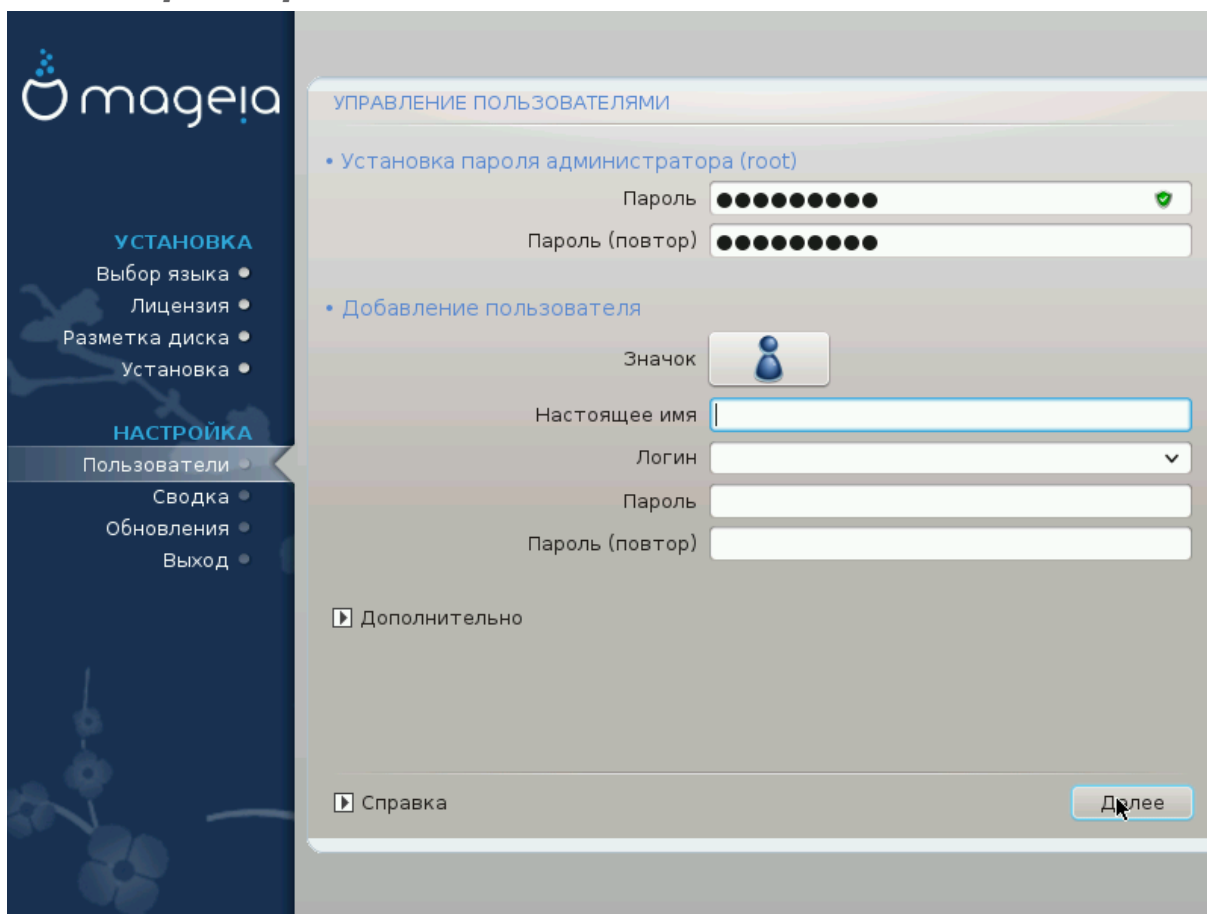 mageia
УСТАНОВКА
Выбор языка
Лицензия
Разметка диска
Установка
НАСТРОЙКА
Пользователи
Сводка
Обновления
Выход
УПРАВЛЕНИЕ ПОЛЬЗОВАТЕЛЯМИ
• Установка пароля администратора (root)
Пароль ●●●●●●●●●
Пароль (повтор) ●●●●●●●●●
• Добавление пользователя
Значок
Настоящее имя
Логин
Пароль
Пароль (повтор)
Дополнительно
Справка
Далее